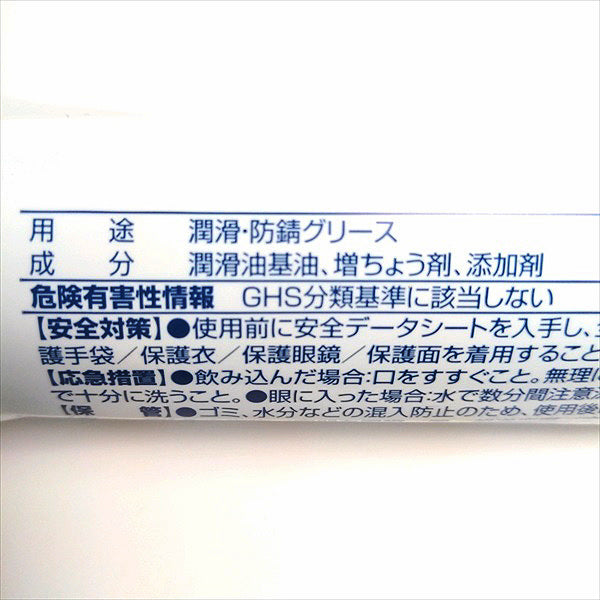 用　途　潤滑･防錆グリース
成　分　潤滑油基油、増ちょう剤、添加剤
危険有害性情報　GHS分類基準に該当しない
【安全対策】●使用前に安全データシートを入手し、
護手袋／保護衣／保護眼鏡／保護面を着用すること
【応急措置】●飲み込んだ場合:口をすすぐこと。無理に
で十分に洗うこと。●眼に入った場合:水で数分間注意
【保　管】●ゴミ、水分などの混入防止のため、使用後